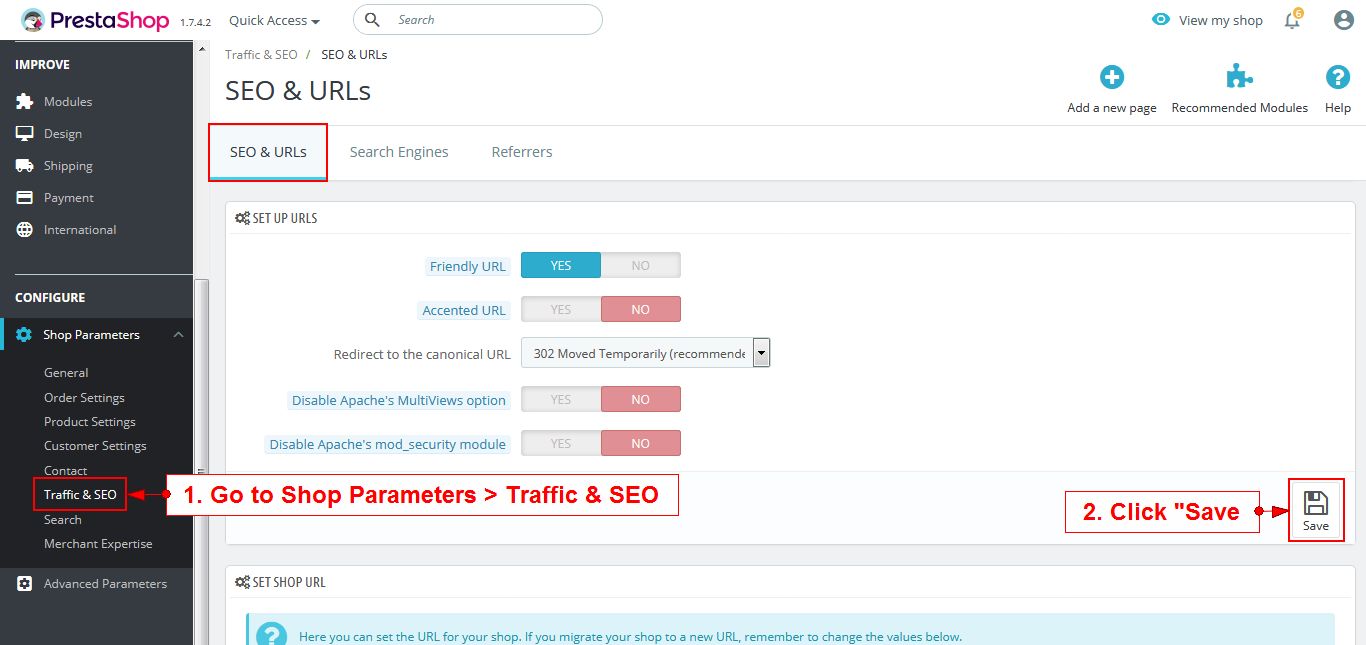 PrestaShop 1.7.4.2 Quick Access Search View my shop 6
IMPROVE
Modules
Design
Shipping
Payment
International
CONFIGURE
Shop Parameters
General
Order Settings
Product Settings
Customer Settings
Contact
Traffic & SEO
Search
Merchant Expertise
Advanced Parameters
Traffic & SEO / SEO & URLs
SEO & URLs
Add a new page Recommended Modules Help
SEO & URLs Search Engines Referrers
SET UP URLS
Friendly URL YES NO
Accented URL YES NO
Redirect to the canonical URL 302 Moved Temporarily (recommende
Disable Apache's MultiViews option YES NO
Disable Apache's mod_security module YES NO
1. Go to Shop Parameters > Traffic & SEO
2. Click "Save
Save
SET SHOP URL
Here you can set the URL for your shop. If you migrate your shop to a new URL, remember to change the values below.